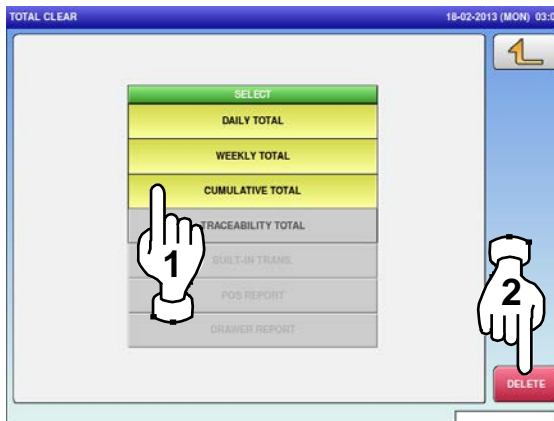 TOTAL CLEAR 18-02-2013 (MON) 03:0
SELECT
DAILY TOTAL
WEEKLY TOTAL
CUMULATIVE TOTAL
TRACEABILITY TOTAL
BUILT-IN TRANS.
POS REPORT
DRAWER REPORT
1
2
DELETE